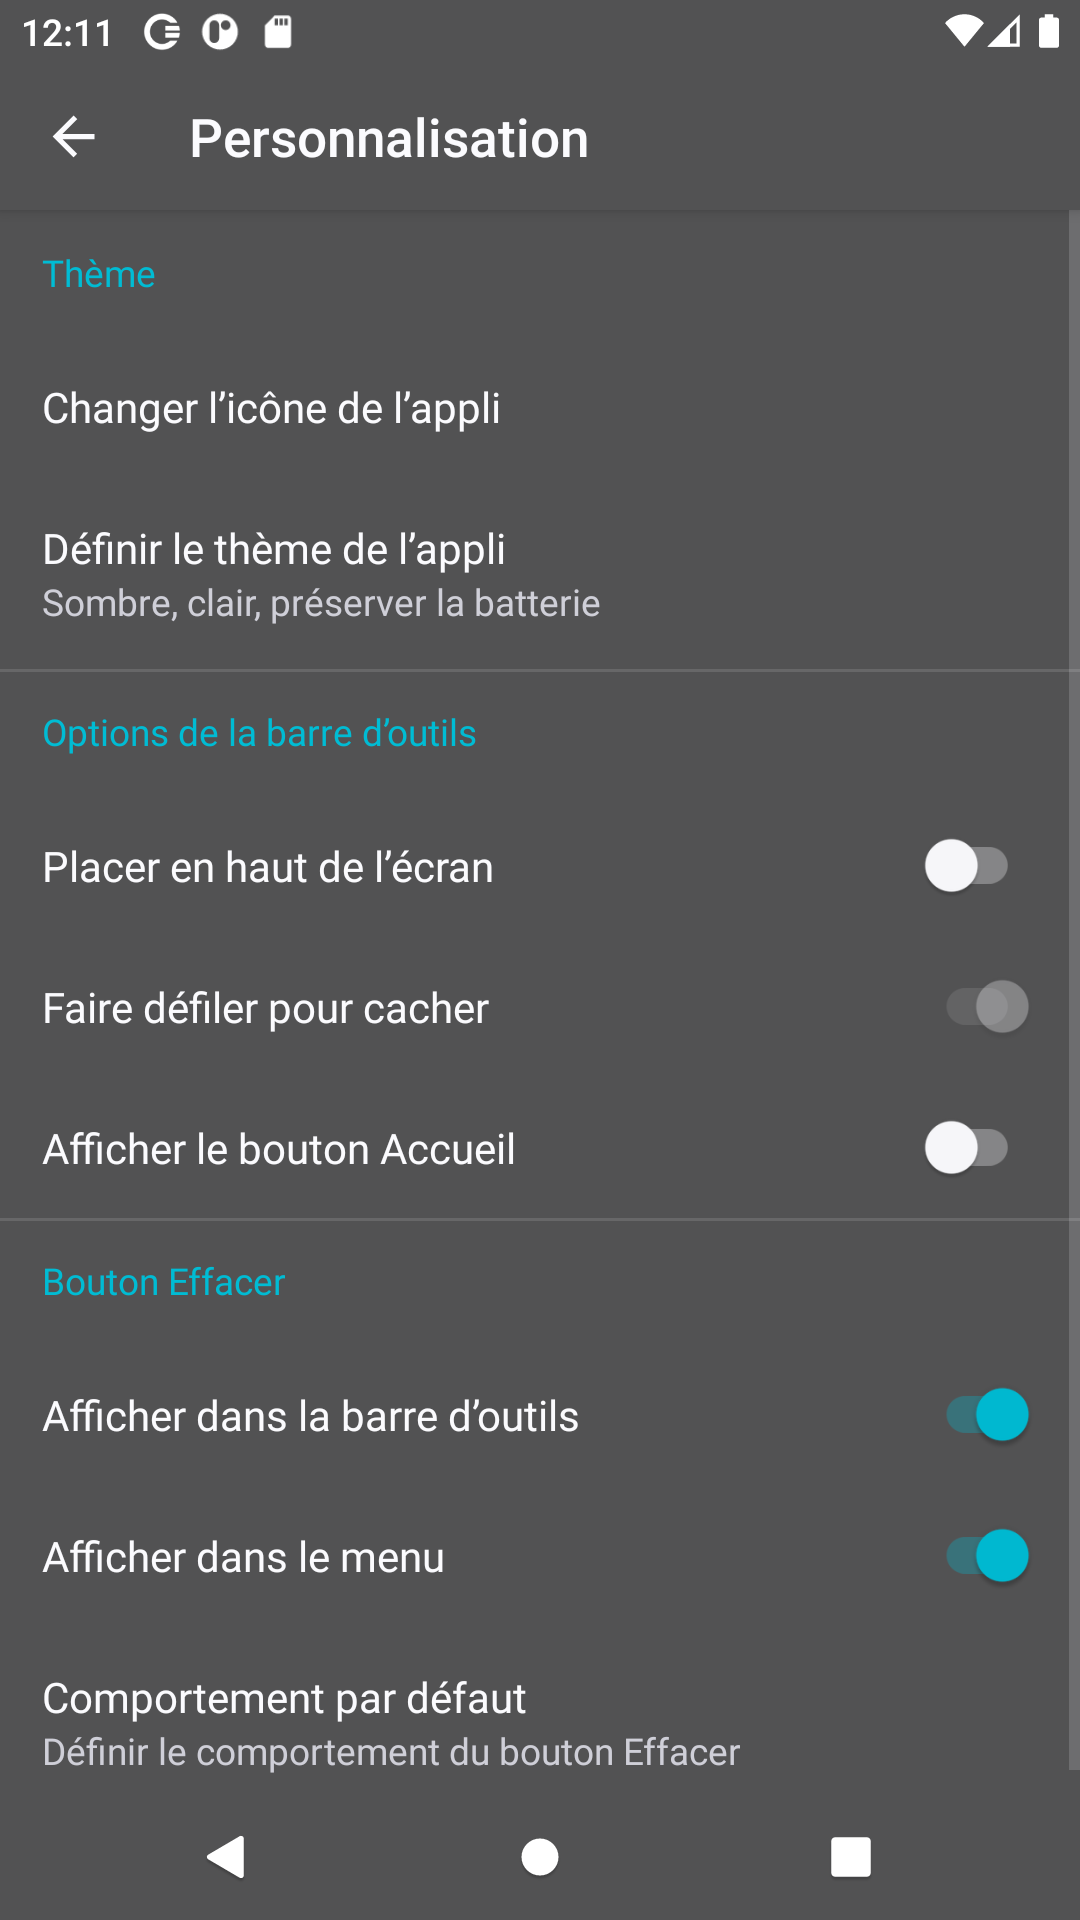 12:11
Personnalisation
Thème
Changer l’icône de l’appli
Définir le thème de l’appli
Sombre, clair, préserver la batterie
Options de la barre d’outils
Placer en haut de l’écran
Faire défiler pour cacher
Afficher le bouton Accueil
Bouton Effacer
Afficher dans la barre d’outils
Afficher dans le menu
Comportement par défaut
Définir le comportement du bouton Effacer